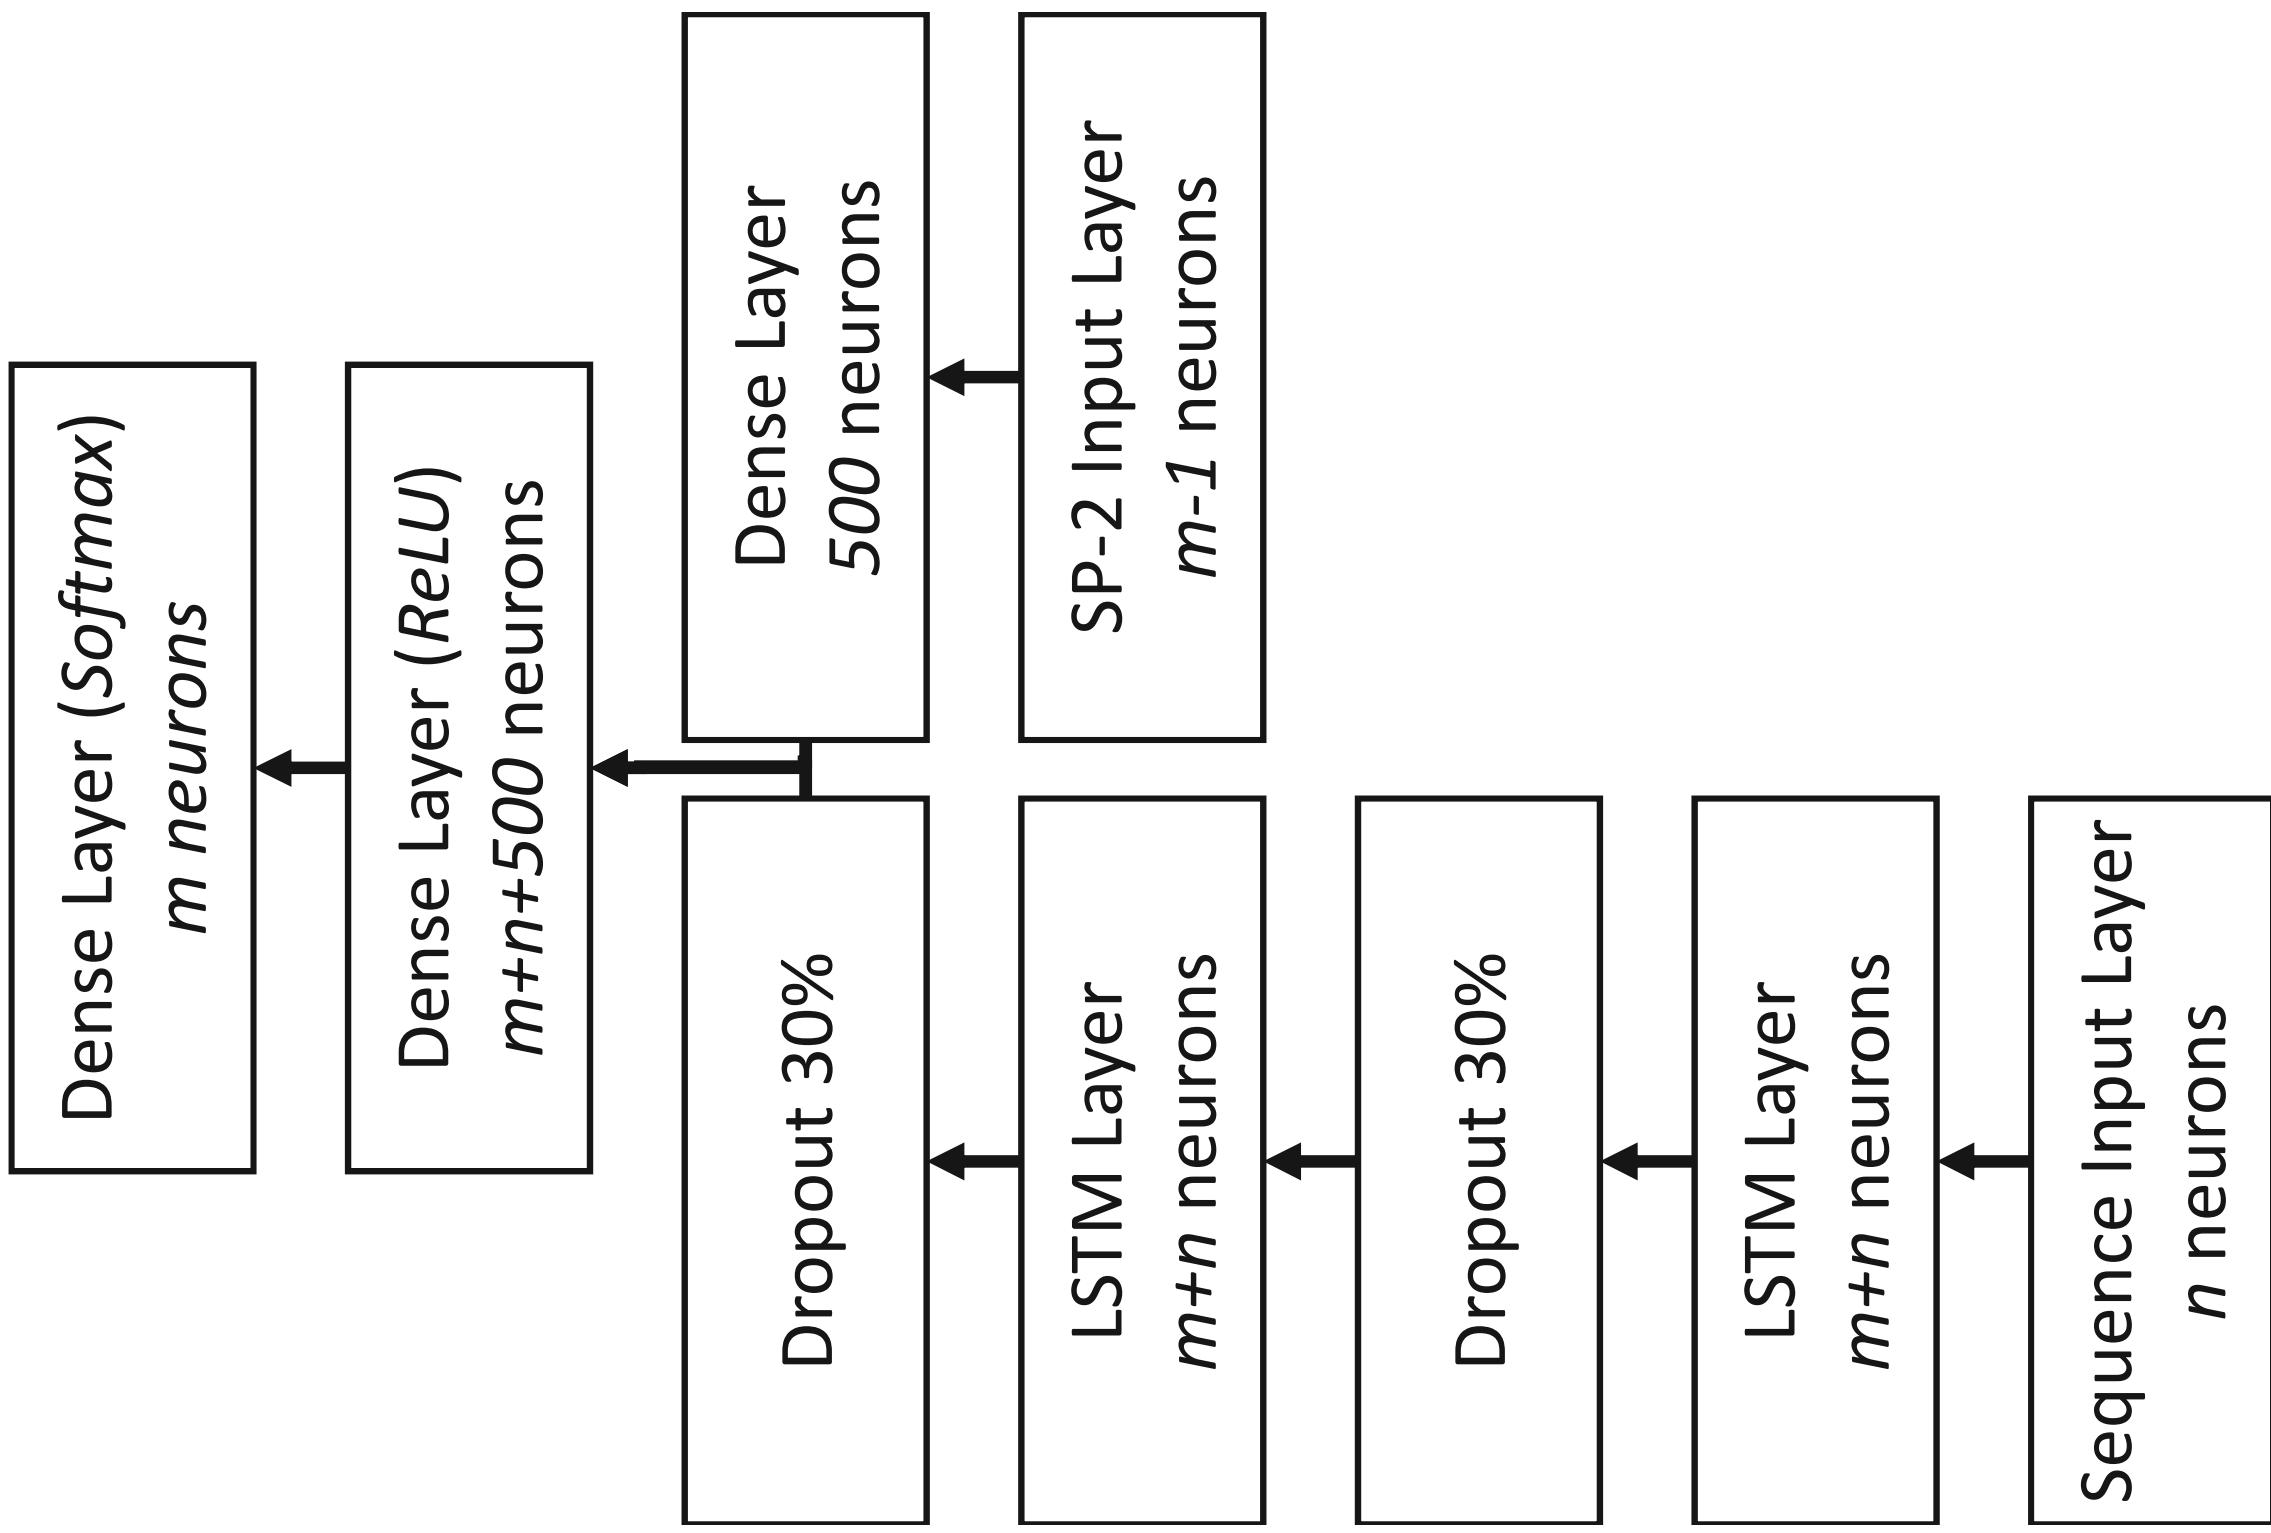 Dense Layer (Softmax)
m neurons
Dense Layer (ReLU)
m+n+500 neurons
Dropout 30%
Dense Layer
500 neurons
LSTM Layer
m+n neurons
SP-2 Input Layer
m-1 neurons
Dropout 30%
LSTM Layer
m+n neurons
Sequence Input Layer
n neurons